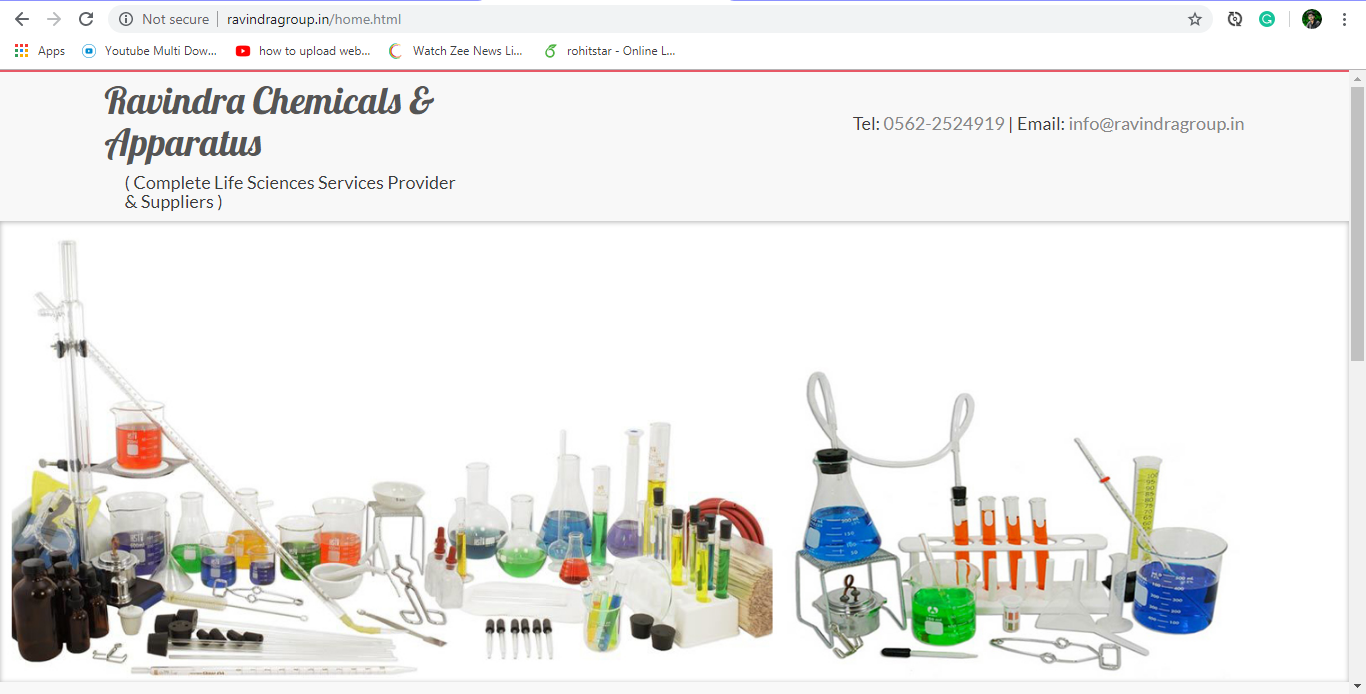 Not secure | ravindragroup.in/home.html
Apps Youtube Multi Dow... how to upload web... Watch Zee News Li... rohitstar - Online L...
Ravindra Chemicals &
Apparatus
Tel: 0562-2524919 | Email: info@ravindragroup.in
( Complete Life Sciences Services Provider
& Suppliers )